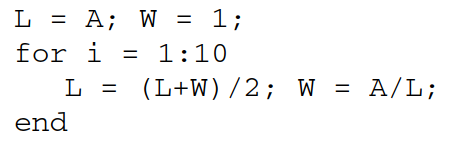 L = A; W = 1;
for i = 1:10
   L = (L+W)/2; W = A/L;
end